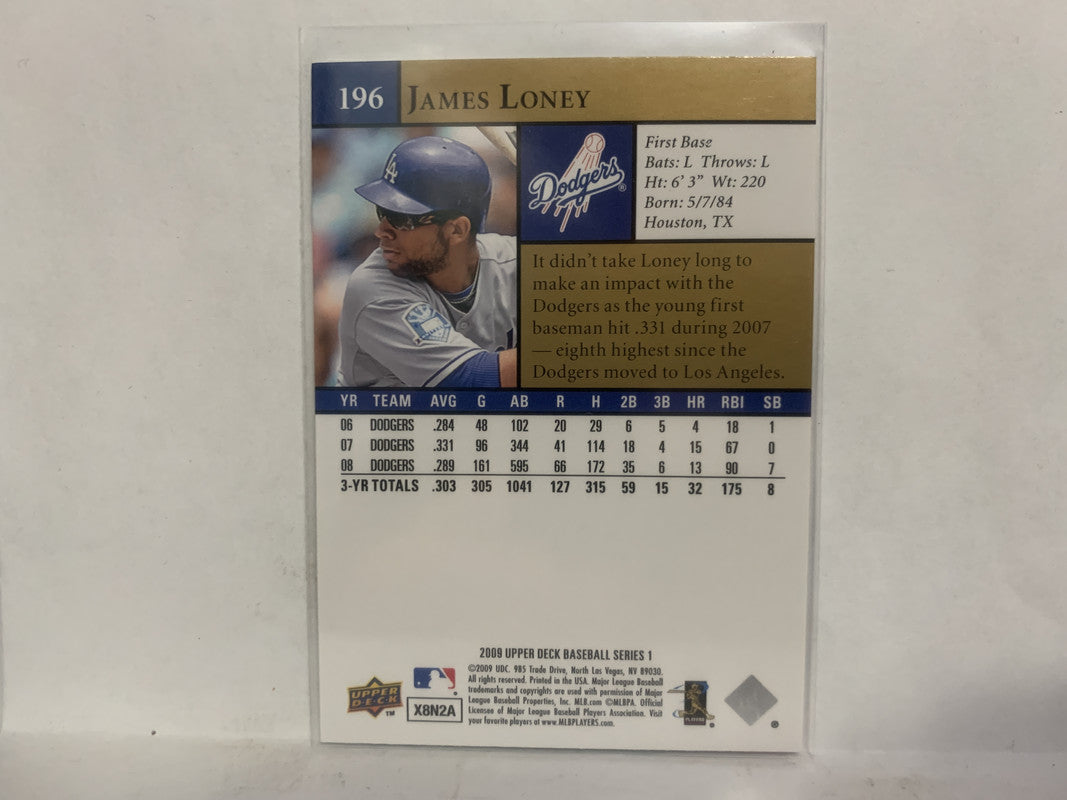 196 JAMES LONEY
LA
Dodgers ®
First Base
Bats: L Throws: L
Ht: 6' 3" Wt: 220
Born: 5/7/84
Houston, TX
It didn't take Loney long to
make an impact with the
Dodgers as the young first
baseman hit .331 during 2007
— eighth highest since the
Dodgers moved to Los Angeles.
YR TEAM AVG G AB R H 2B 3B HR RBI SB
06 DODGERS .284 48 102 20 29 6 5 4 18 1
07 DODGERS .331 96 344 41 114 18 4 15 67 0
08 DODGERS .289 161 595 66 172 35 6 13 90 7
3-YR TOTALS .303 305 1041 127 315 59 15 32 175 8
2009 UPPER DECK BASEBALL SERIES 1
©2009 UDC. 985 Trade Drive, North Las Vegas, NV 89030.
All rights reserved. Printed in the USA. Major League Baseball
trademarks and copyrights are used with permission of Major
League Baseball Properties, Inc. MLB.com ©MLBPA. Official
Licensee of Major League Baseball Players Association. Visit
your favorite players at www.MLBPLAYERS.com.
UPPER
DECK
TM
X8N2A
PLAYERS
®